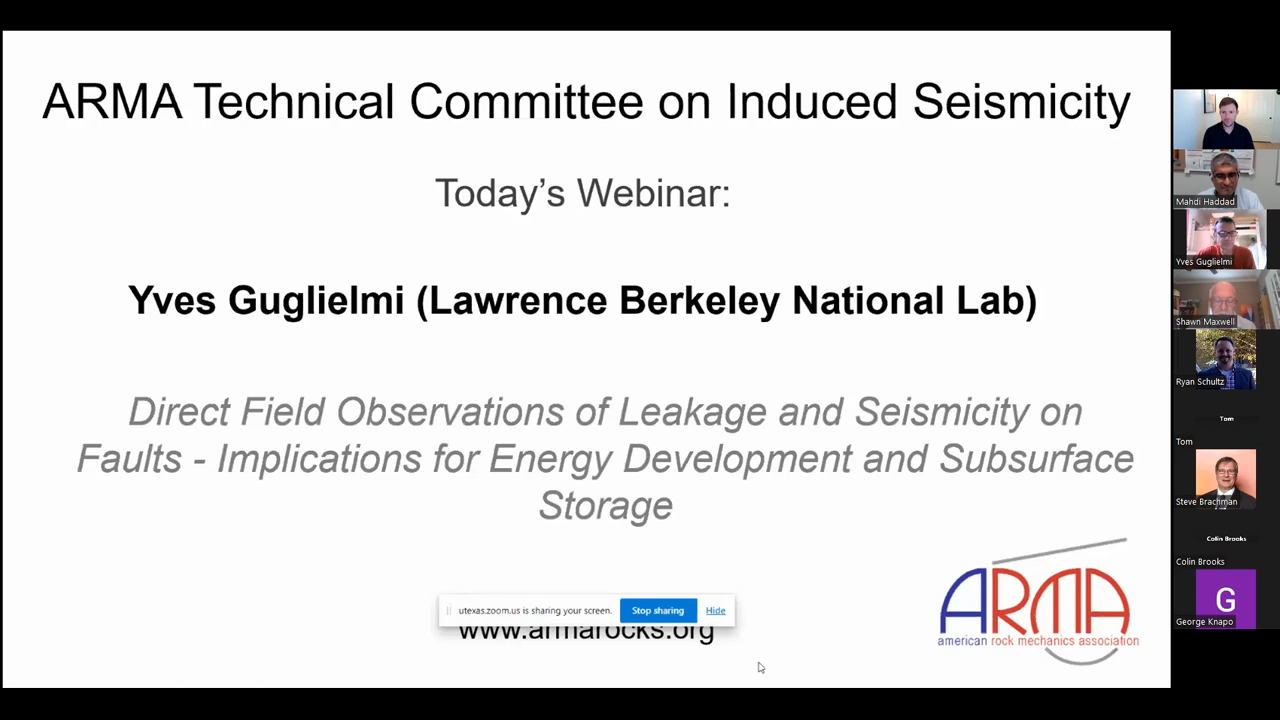 ARMA Technical Committee on Induced Seismicity
Today's Webinar:
Yves Guglielmi (Lawrence Berkeley National Lab)
Direct Field Observations of Leakage and Seismicity on
Faults - Implications for Energy Development and Subsurface
Storage
utexas.zoom.us is sharing your screen. Stop sharing Hide
www.armarocks.org
ARMA
american rock mechanics association
Mahdi Haddad
Yves Guglielmi
Shawn Maxwell
Ryan Schultz
Tom
Tom
Steve Brachman
Colin Brooks
Colin Brooks
G
George Knapo